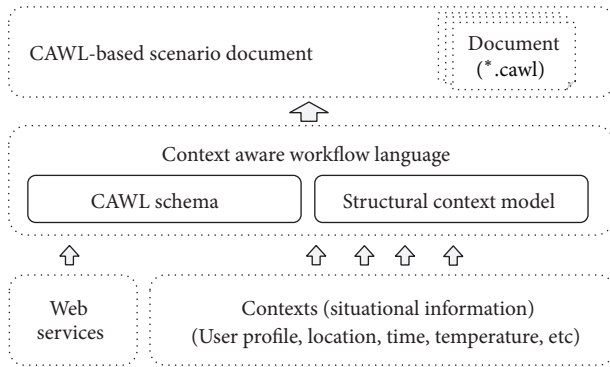 CAWL-based scenario document
Document
(*.cawl)
Context aware workflow language
CAWL schema
Structural context model
Web
services
Contexts (situational information)
(User profile, location, time, temperature, etc)